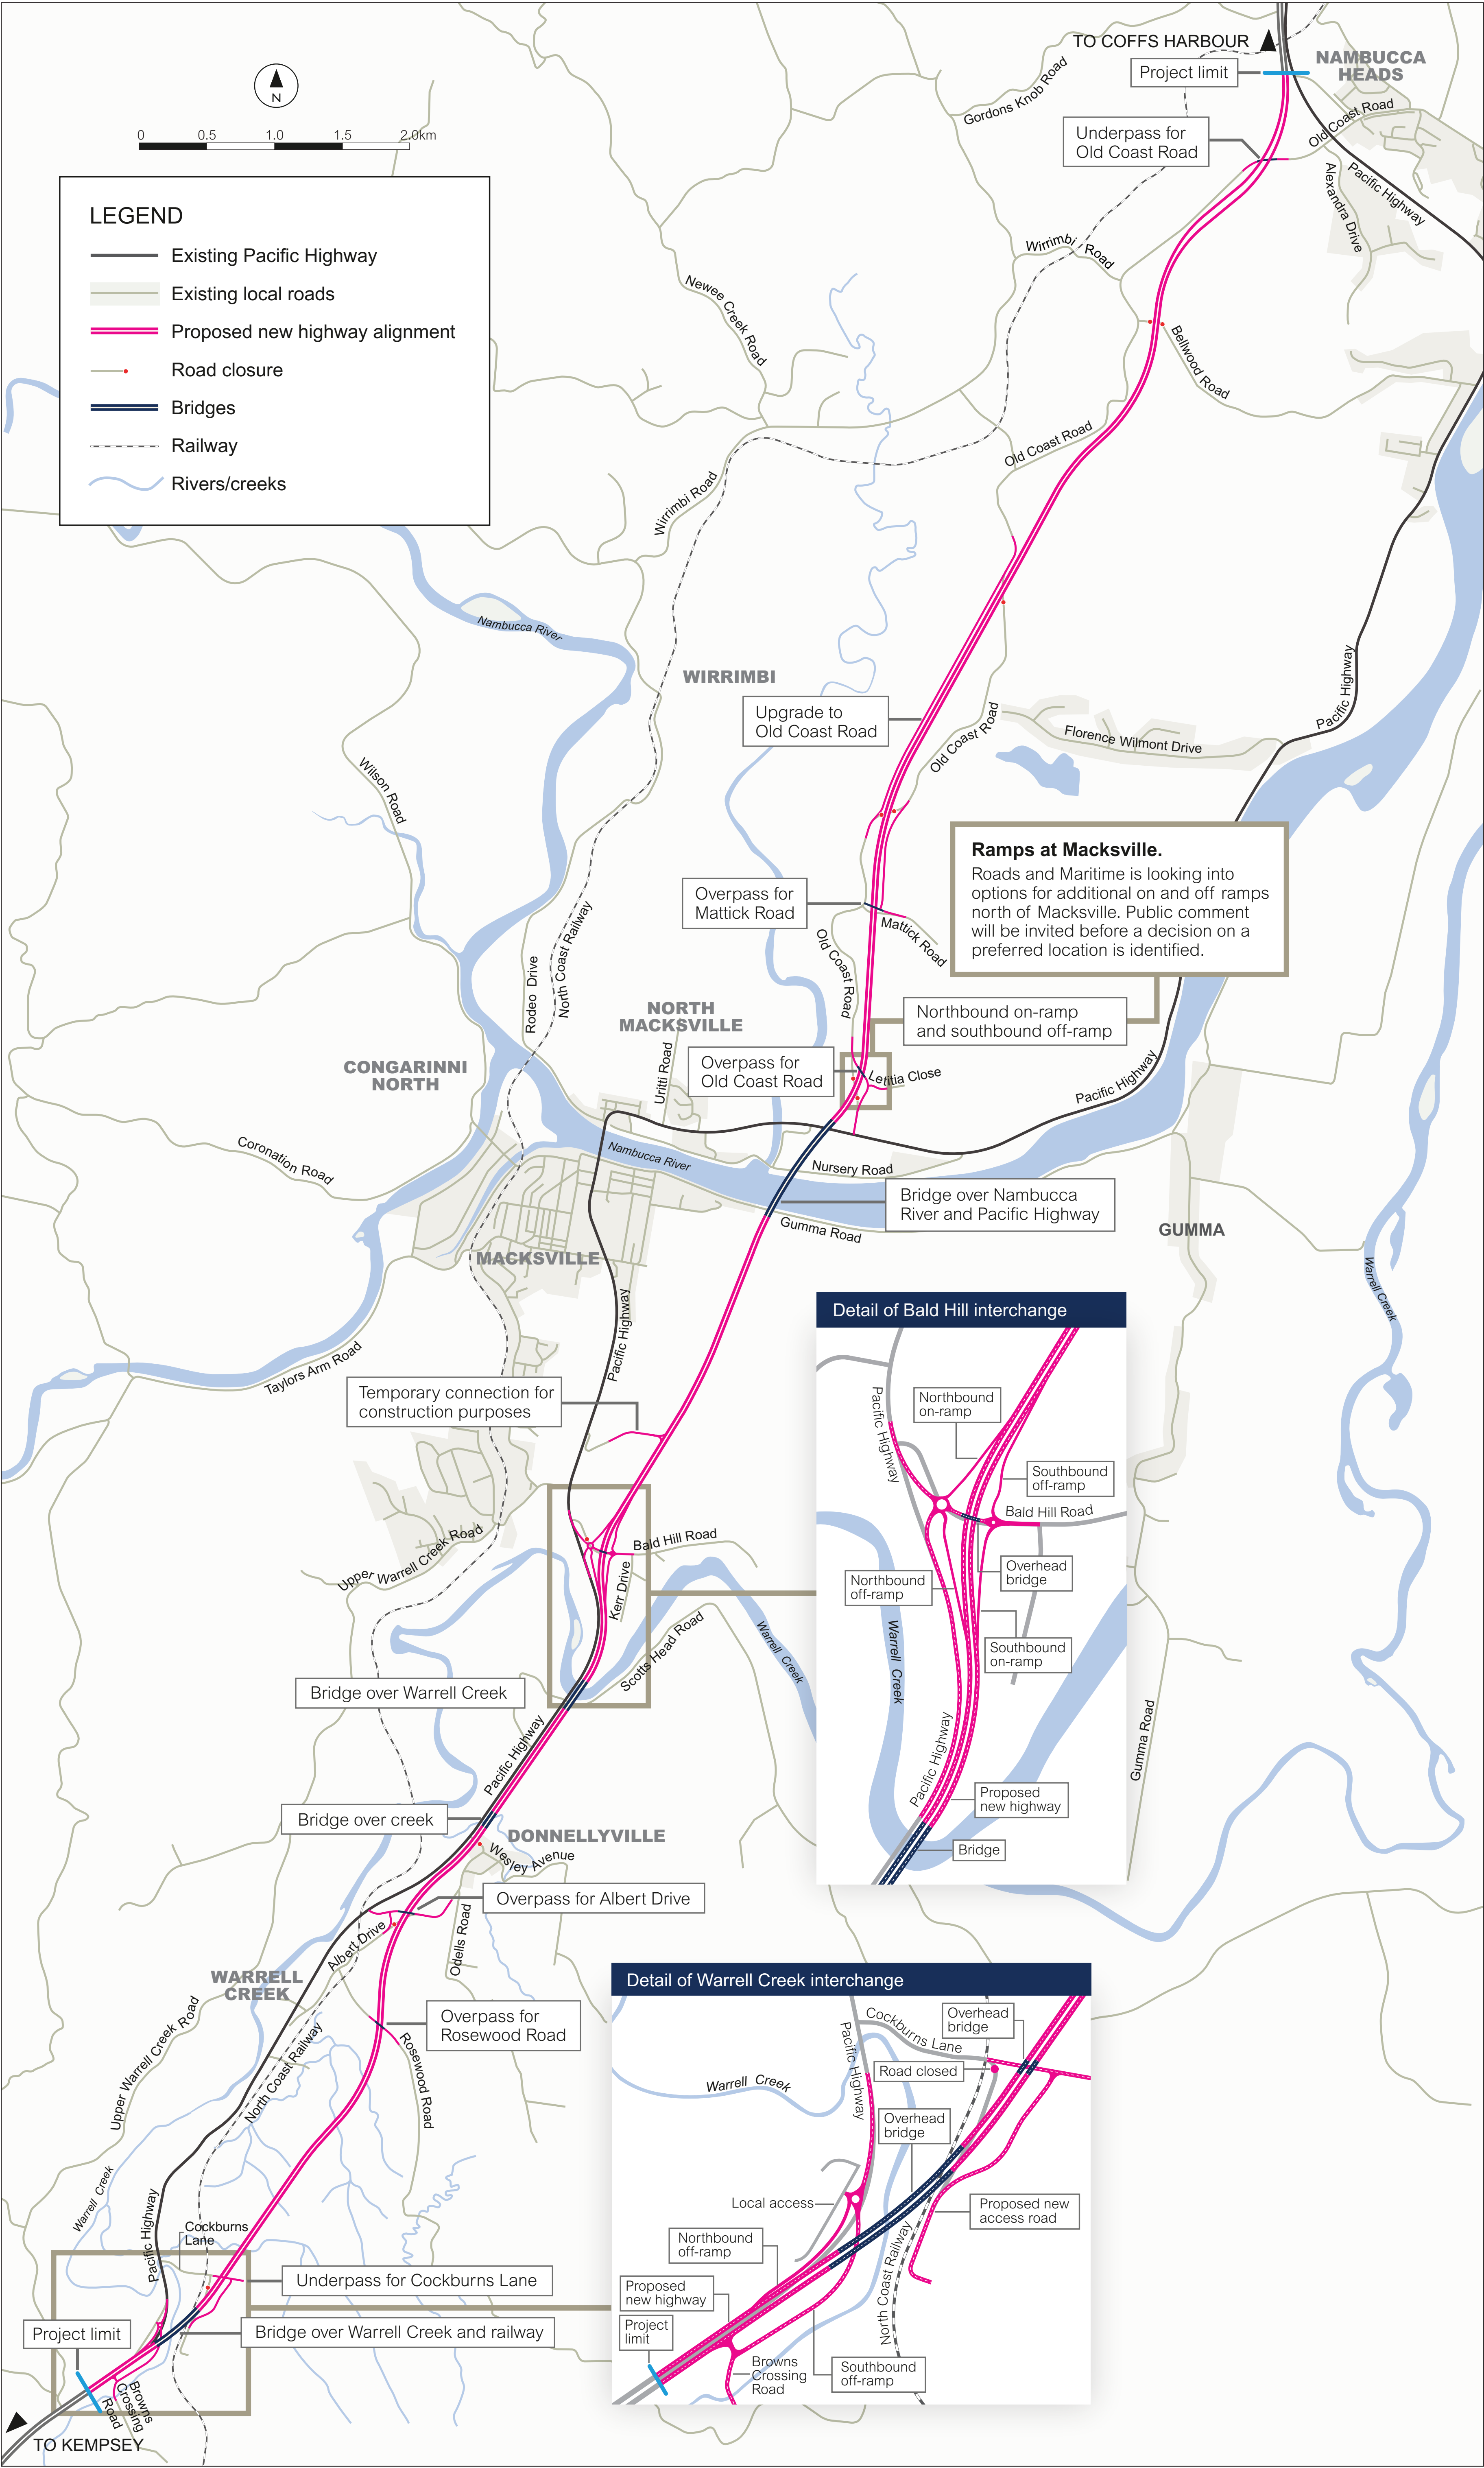 TO COFFS HARBOUR
NAMBUCCA
HEADS
Project limit
N
0 0.5 1.0 1.5 2.0km
Gordons Knob Road
Underpass for
Old Coast Road
Old Coast Road
Pacific Highway
Alexandra Drive
LEGEND
Existing Pacific Highway
Existing local roads
Proposed new highway alignment
Road closure
Bridges
Railway
Rivers/creeks
Wirrimbi Road
Newee Creek Road
Bellwood Road
Old Coast Road
Wirrimbi Road
Nambucca River
WIRRIMBI
Pacific Highway
Upgrade to
Old Coast Road
Old Coast Road
Florence Wilmont Drive
Wilson Road
Ramps at Macksville.
Roads and Maritime is looking into
options for additional on and off ramps
north of Macksville. Public comment
will be invited before a decision on a
preferred location is identified.
Overpass for
Mattick Road
Mattick Road
Old Coast Road
Rodeo Drive
North Coast Railway
NORTH
MACKSVILLE
Northbound on-ramp
and southbound off-ramp
CONGARINNI
NORTH
Uritti Road
Overpass for
Old Coast Road
Letitia Close
Pacific Highway
Coronation Road
Nambucca River
Nursery Road
Bridge over Nambucca
River and Pacific Highway
Gumma Road
GUMMA
MACKSVILLE
Warrell Creek
Pacific Highway
Taylors Arm Road
Temporary connection for
construction purposes
Detail of Bald Hill interchange
Pacific Highway
Northbound
on-ramp
Southbound
off-ramp
Bald Hill Road
Overhead
bridge
Northbound
off-ramp
Warrell Creek
Southbound
on-ramp
Pacific Highway
Proposed
new highway
Bridge
Upper Warrell Creek Road
Bald Hill Road
Kerr Drive
Scotts Head Road
Warrell Creek
Bridge over Warrell Creek
Gumma Road
Pacific Highway
Bridge over creek
DONNELLYVILLE
Wesley Avenue
Overpass for Albert Drive
Albert Drive
Odells Road
WARRELL
CREEK
Overpass for
Rosewood Road
Rosewood Road
Upper Warrell Creek Road
North Coast Railway
Warrell Creek
Pacific Highway
Cockburns
Lane
Underpass for Cockburns Lane
Bridge over Warrell Creek and railway
Project limit
Browns
Crossing
Road
TO KEMPSEY
Detail of Warrell Creek interchange
Cockburns Lane
Overhead
bridge
Pacific Highway
Road closed
Warrell Creek
Overhead
bridge
Local access
Proposed new
access road
Northbound
off-ramp
North Coast Railway
Proposed
new highway
Project
limit
Browns
Crossing
Road
Southbound
off-ramp